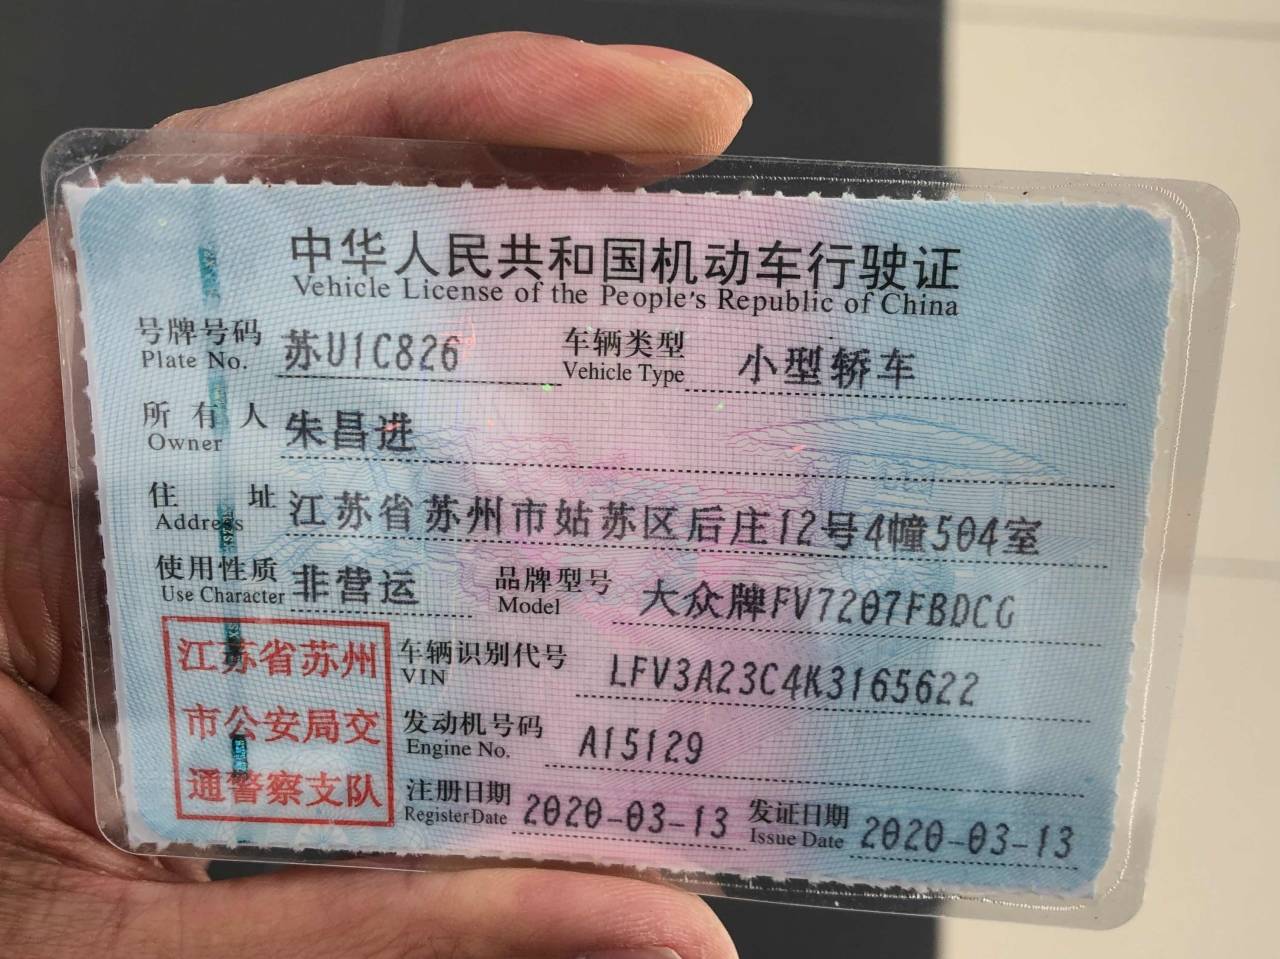 中华人民共和国机动车行驶证
Vehicle License of the People's Republic of China
号牌号码 苏U1C826 车辆类型 小型轿车
Plate No. Vehicle Type
所有人 朱昌进
Owner
住址 江苏省苏州市姑苏区后庄12号4幢504室
Address
使用性质 非营运 品牌型号 大众牌FV7207FBDCG
Use Character Model
江苏省苏州
市公安局交
通警察支队
车辆识别代号 LFV3A23C4K3165622
VIN
发动机号码 A15129
Engine No.
注册日期 2020-03-13 发证日期 2020-03-13
Register Date Issue Date